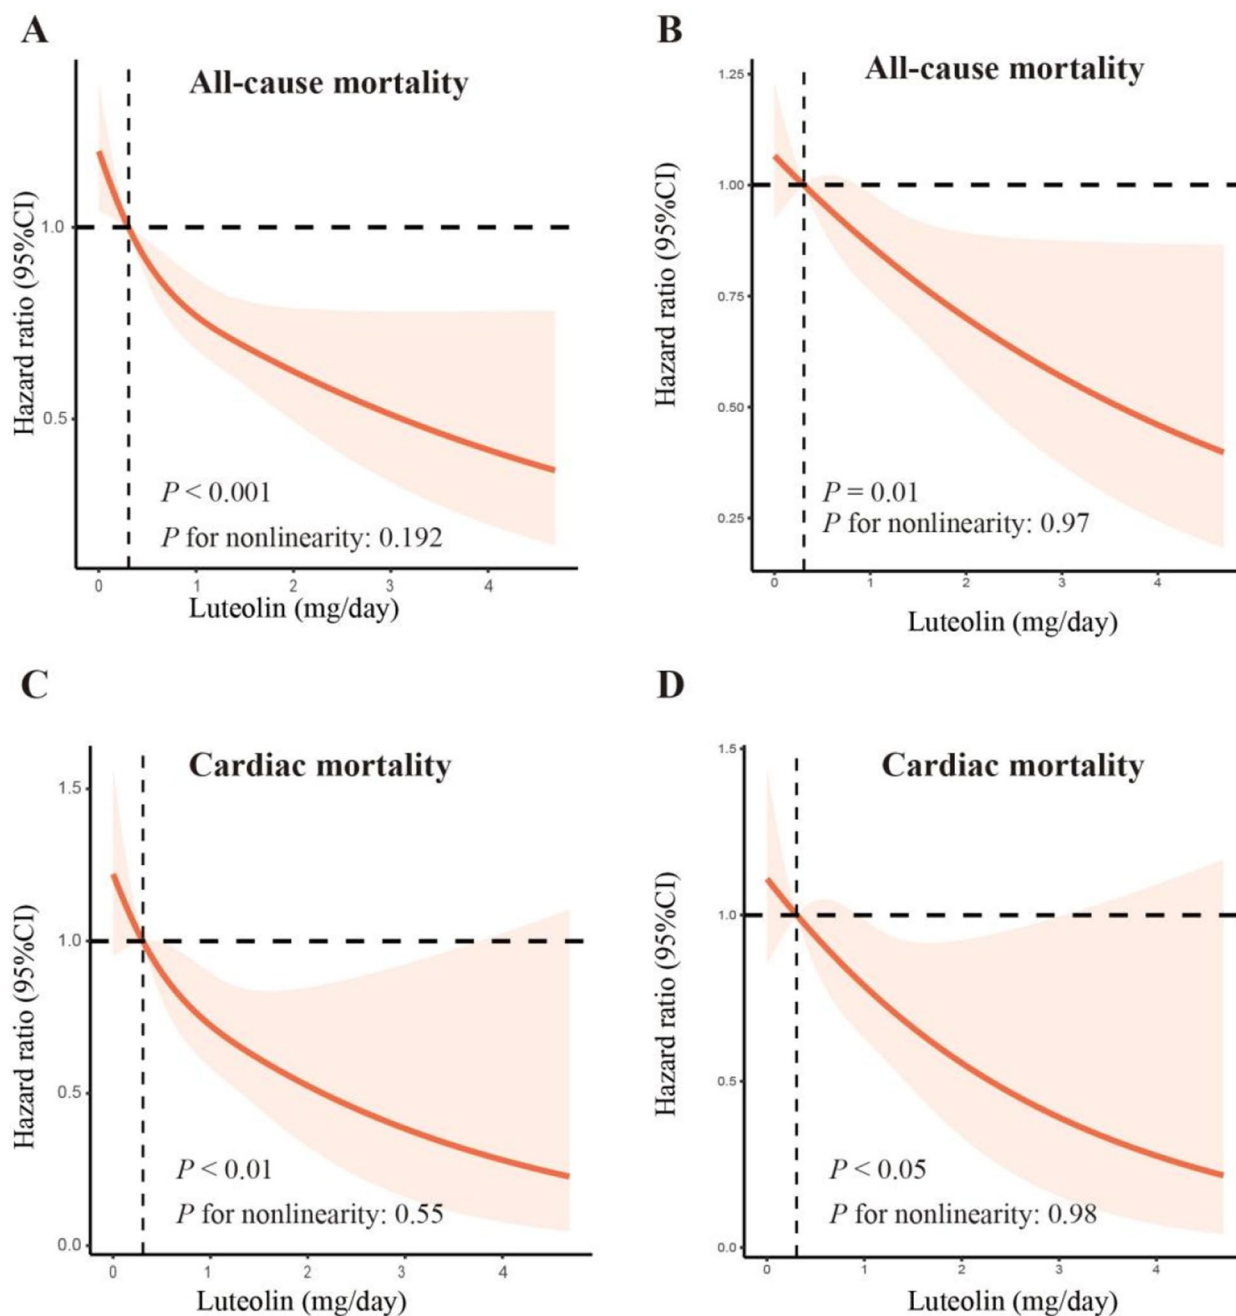 A
All-cause mortality
Hazard ratio (95%CI)
1.0
0.5
P < 0.001
P for nonlinearity: 0.192
0 1 2 3 4
Luteolin (mg/day)
B
All-cause mortality
Hazard ratio (95%CI)
1.25
1.00
0.75
0.50
0.25
P = 0.01
P for nonlinearity: 0.97
0 1 2 3 4
Luteolin (mg/day)
C
Cardiac mortality
Hazard ratio (95%CI)
1.5
1.0
0.5
0.0
P < 0.01
P for nonlinearity: 0.55
0 1 2 3 4
Luteolin (mg/day)
D
Cardiac mortality
Hazard ratio (95%CI)
1.5
1.0
0.5
0.0
P < 0.05
P for nonlinearity: 0.98
0 1 2 3 4
Luteolin (mg/day)